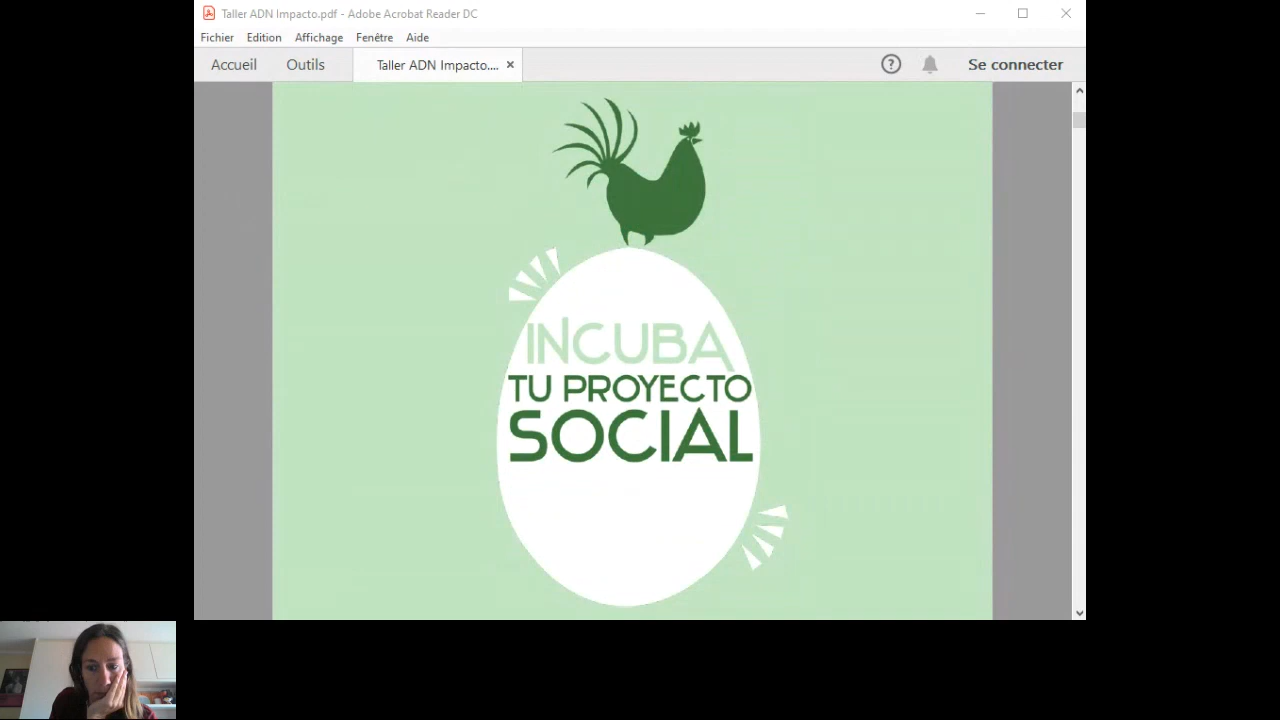 Taller ADN Impacto.pdf - Adobe Acrobat Reader DC
Fichier Edition Affichage Fenêtre Aide
Accueil Outils Taller ADN Impacto.... × ? Se connecter
INCUBA
TU PROYECTO
SOCIAL